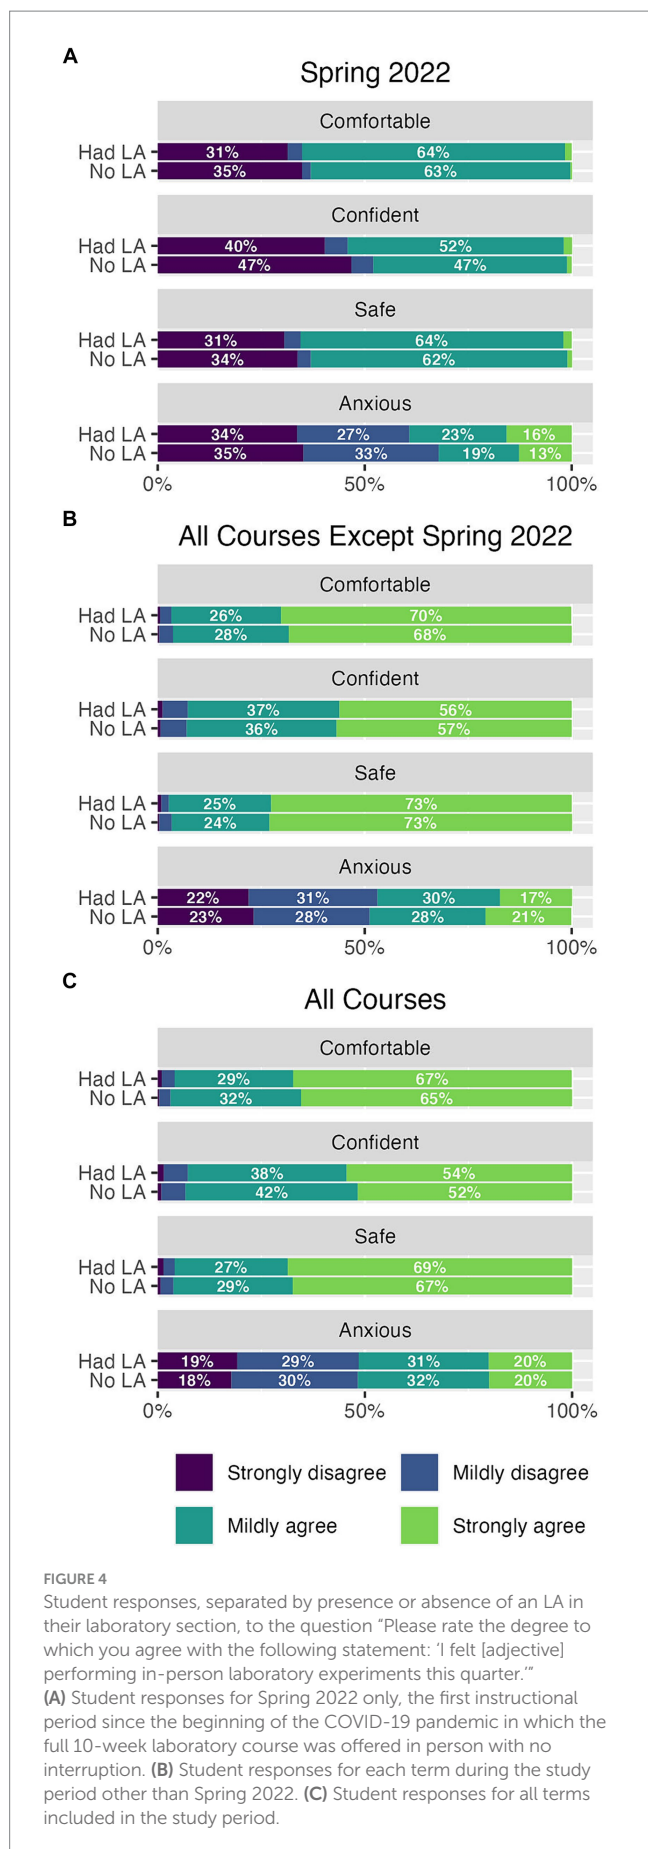 A
Spring 2022
Comfortable
Had LA 31% 64%
No LA 35% 63%
Confident
Had LA 40% 52%
No LA 47% 47%
Safe
Had LA 31% 64%
No LA 34% 62%
Anxious
Had LA 34% 27% 23% 16%
No LA 35% 33% 19% 13%
0% 50% 100%
B
All Courses Except Spring 2022
Comfortable
Had LA 26% 70%
No LA 28% 68%
Confident
Had LA 37% 56%
No LA 36% 57%
Safe
Had LA 25% 73%
No LA 24% 73%
Anxious
Had LA 22% 31% 30% 17%
No LA 23% 28% 28% 21%
0% 50% 100%
C
All Courses
Comfortable
Had LA 29% 67%
No LA 32% 65%
Confident
Had LA 38% 54%
No LA 42% 52%
Safe
Had LA 27% 69%
No LA 29% 67%
Anxious
Had LA 19% 29% 31% 20%
No LA 18% 30% 32% 20%
0% 50% 100%
Strongly disagree Mildly disagree
Mildly agree Strongly agree
FIGURE 4
Student responses, separated by presence or absence of an LA in
their laboratory section, to the question “Please rate the degree to
which you agree with the following statement: ‘I felt [adjective]
performing in-person laboratory experiments this quarter.’”
(A) Student responses for Spring 2022 only, the first instructional
period since the beginning of the COVID-19 pandemic in which the
full 10-week laboratory course was offered in person with no
interruption. (B) Student responses for each term during the study
period other than Spring 2022. (C) Student responses for all terms
included in the study period.